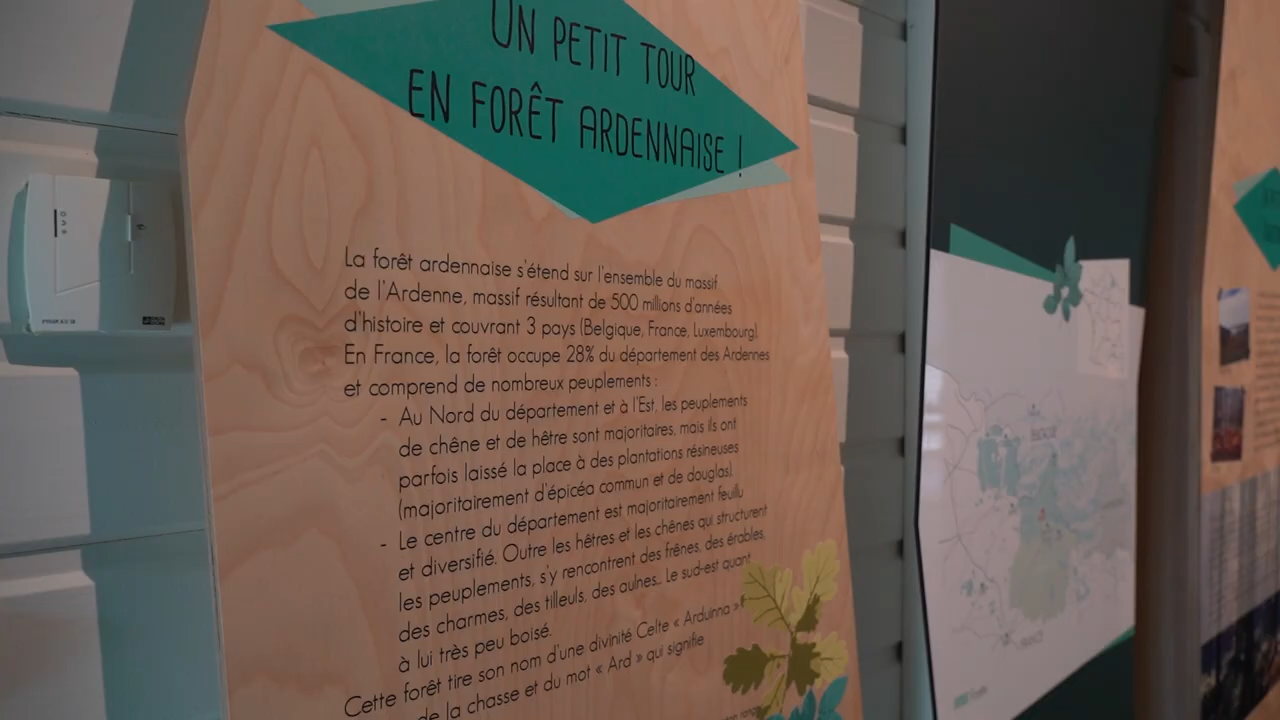 UN PETIT TOUR
EN FORÊT ARDENNAISE !
La forêt ardennaise s'étend sur l'ensemble du massif
de l'Ardenne, massif résultant de 500 millions d'années
d'histoire et couvrant 3 pays (Belgique, France, Luxembourg).
En France, la forêt occupe 28% du département des Ardennes
et comprend de nombreux peuplements :
- Au Nord du département et à l'Est, les peuplements
de chêne et de hêtre sont majoritaires, mais ils ont
parfois laissé la place à des plantations résineuses
(majoritairement d'épicéa commun et de douglas).
- Le centre du département est majoritairement feuillu
et diversifié. Outre les hêtres et les chênes qui structurent
les peuplements, s'y rencontrent des frênes, des érables,
des charmes, des tilleuls, des aulnes... Le sud-est quant
à lui très peu boisé.
Cette forêt tire son nom d'une divinité Celte « Arduinna »
de la chasse et du mot « Ard » qui signifie